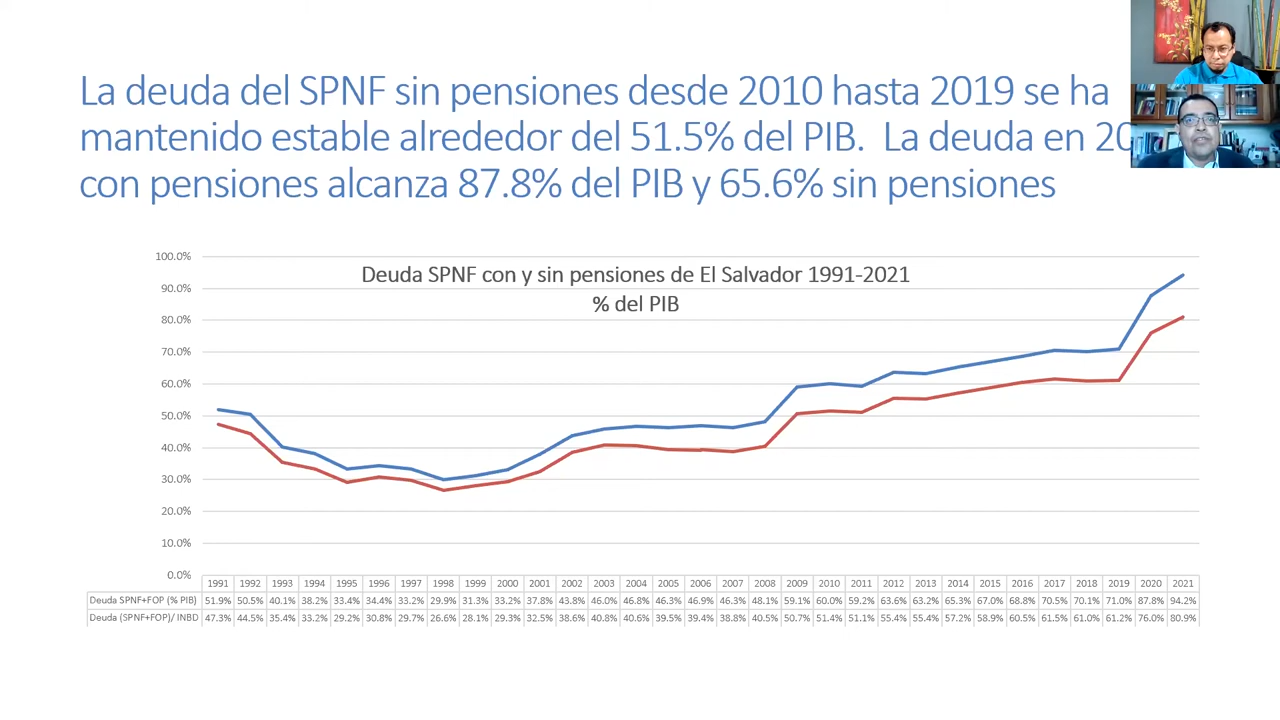 La deuda del SPNF sin pensiones desde 2010 hasta 2019 se ha
mantenido estable alrededor del 51.5% del PIB. La deuda en
con pensiones alcanza 87.8% del PIB y 65.6% sin pensiones
Deuda SPNF con y sin pensiones de El Salvador 1991-2021
% del PIB
100.0%
90.0%
80.0%
70.0%
60.0%
50.0%
40.0%
30.0%
20.0%
10.0%
0.0%
1991 1992 1993 1994 1995 1996 1997 1998 1999 2000 2001 2002 2003 2004 2005 2006 2007 2008 2009 2010 2011 2012 2013 2014 2015 2016 2017 2018 2019 2020 2021
Deuda SPNF+FOP (% PIB) 51.9% 50.5% 40.1% 38.2% 33.4% 34.4% 33.2% 29.9% 31.3% 33.2% 37.8% 43.8% 46.0% 46.8% 46.3% 46.9% 46.3% 48.1% 59.1% 60.0% 59.2% 63.6% 63.2% 65.3% 67.0% 68.8% 70.5% 70.1% 71.0% 87.8% 94.2%
Deuda (SPNF+FOP)/ INBD 47.3% 44.5% 35.4% 33.2% 29.2% 30.8% 29.7% 26.6% 28.1% 29.3% 32.5% 38.6% 40.8% 40.6% 39.5% 39.4% 38.8% 40.5% 50.7% 51.4% 51.1% 55.4% 55.4% 57.2% 58.9% 60.5% 61.5% 61.0% 61.2% 76.0% 80.9%